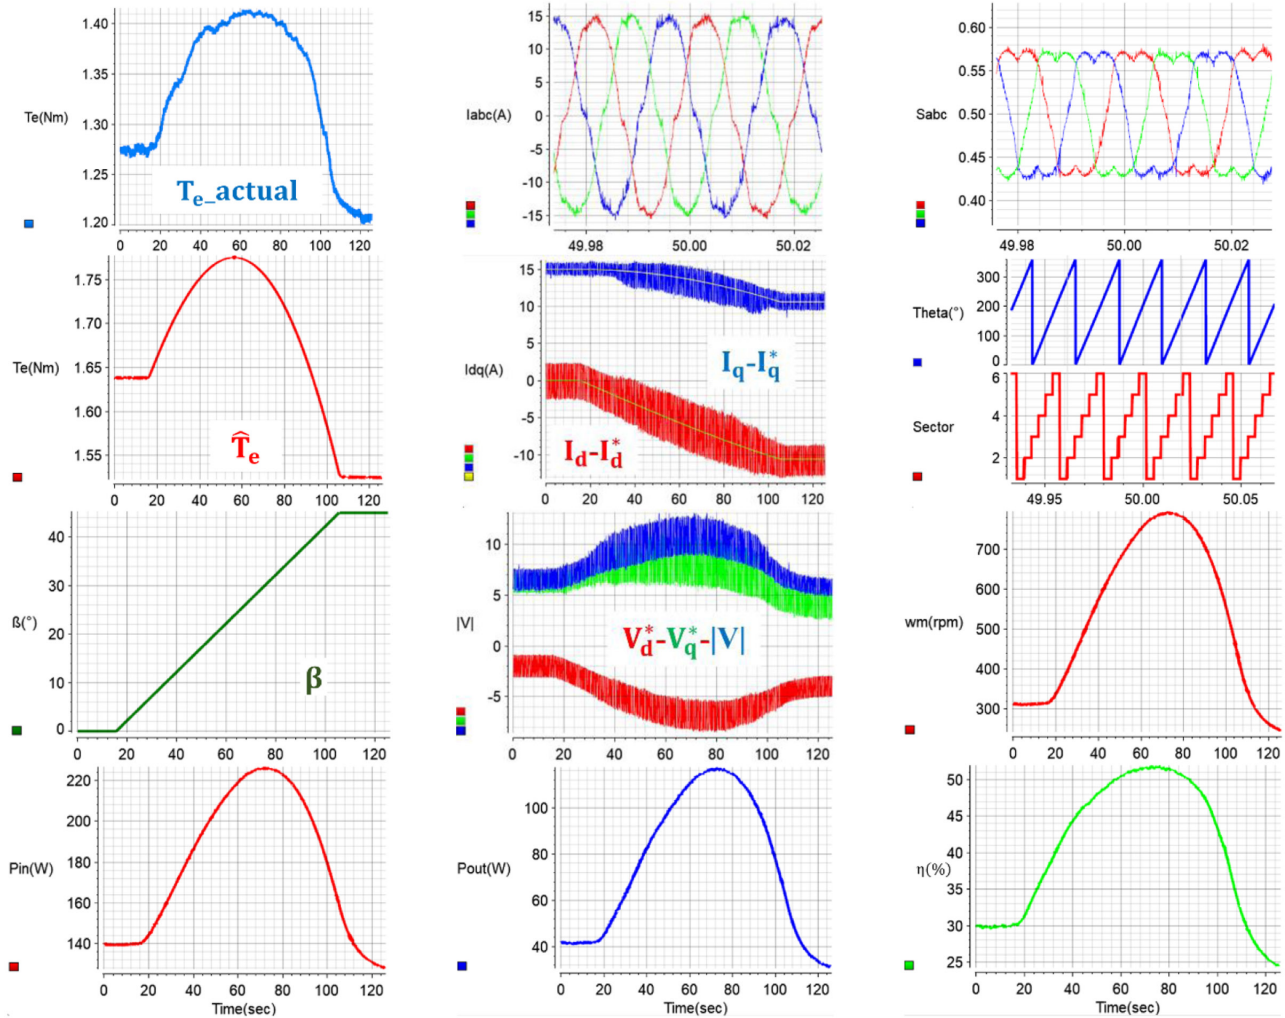 1.40
1.35
Te(Nm)
1.30
1.25
1.20
T_e_actual
0 20 40 60 80 100 120
15
10
5
Iabc(A)
0
-5
-10
-15
49.98 50.00 50.02
0.60
0.55
Sabc
0.50
0.45
0.40
49.98 50.00 50.02
1.75
1.70
Te(Nm)
1.65
1.60
1.55
T̂_e
0 20 40 60 80 100 120
15
10
5
Idq(A)
0
-5
-10
I_q-I_q^*
I_d-I_d^*
0 20 40 60 80 100 120
300
Theta(°)
200
100
0
6
Sector
4
2
49.95 50.00 50.05
40
30
ß(°)
20
10
0
β
0 20 40 60 80 100 120
10
5
|V|
0
-5
V_d^*-V_q^*-|V|
0 20 40 60 80 100 120
700
600
wm(rpm)
500
400
300
0 20 40 60 80 100 120
220
200
180
Pin(W)
160
140
0 20 40 60 80 100 120
Time(sec)
100
80
Pout(W)
60
40
0 20 40 60 80 100 120
Time(sec)
50
45
40
η(%)
35
30
25
0 20 40 60 80 100 120
Time(sec)